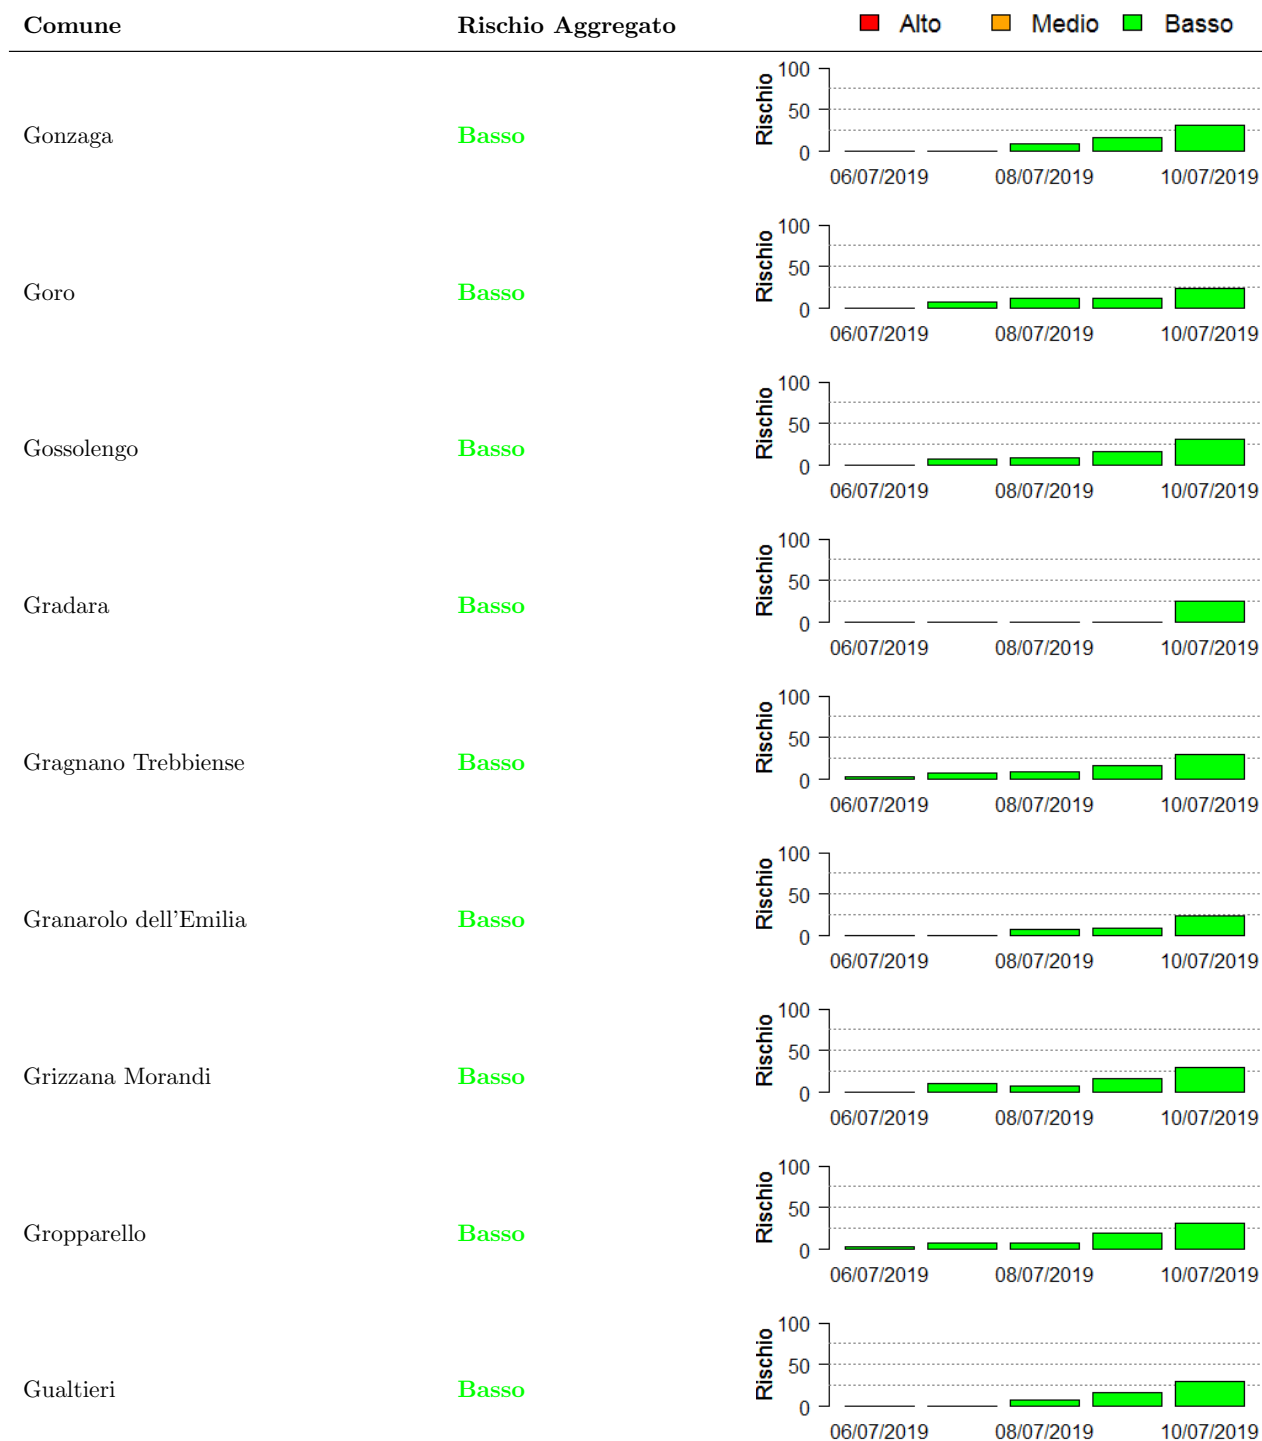 Comune Rischio Aggregato Alto Medio Basso
Gonzaga Basso
Rischio
100
50
0
06/07/2019 08/07/2019 10/07/2019
Goro Basso
Rischio
100
50
0
06/07/2019 08/07/2019 10/07/2019
Gossolengo Basso
Rischio
100
50
0
06/07/2019 08/07/2019 10/07/2019
Gradara Basso
Rischio
100
50
0
06/07/2019 08/07/2019 10/07/2019
Gragnano Trebbiense Basso
Rischio
100
50
0
06/07/2019 08/07/2019 10/07/2019
Granarolo dell'Emilia Basso
Rischio
100
50
0
06/07/2019 08/07/2019 10/07/2019
Grizzana Morandi Basso
Rischio
100
50
0
06/07/2019 08/07/2019 10/07/2019
Gropparello Basso
Rischio
100
50
0
06/07/2019 08/07/2019 10/07/2019
Gualtieri Basso
Rischio
100
50
0
06/07/2019 08/07/2019 10/07/2019